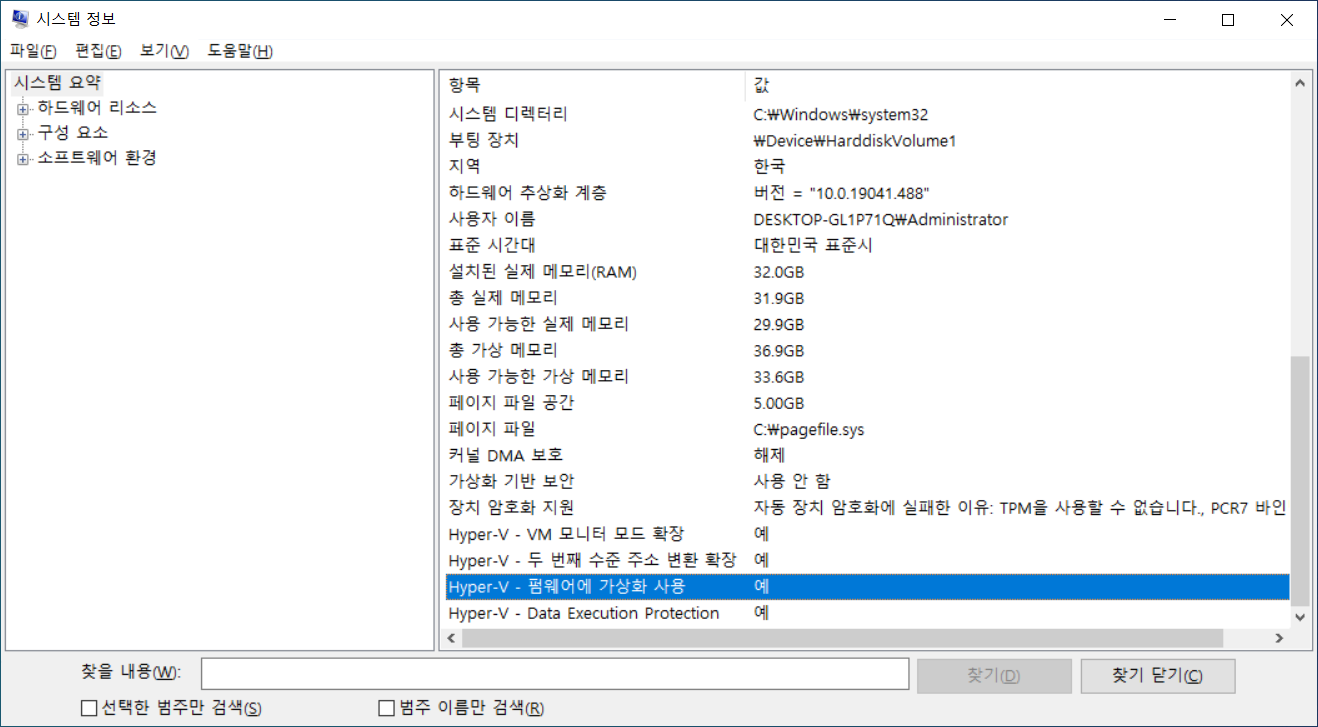 시스템 정보
파일(F) 편집(E) 보기(V) 도움말(H)
시스템 요약
하드웨어 리소스
구성 요소
소프트웨어 환경
항목 값
시스템 디렉터리 C:₩Windows₩system32
부팅 장치 ₩Device₩HarddiskVolume1
지역 한국
하드웨어 추상화 계층 버전 = "10.0.19041.488"
사용자 이름 DESKTOP-GL1P71Q₩Administrator
표준 시간대 대한민국 표준시
설치된 실제 메모리(RAM) 32.0GB
총 실제 메모리 31.9GB
사용 가능한 실제 메모리 29.9GB
총 가상 메모리 36.9GB
사용 가능한 가상 메모리 33.6GB
페이지 파일 공간 5.00GB
페이지 파일 C:₩pagefile.sys
커널 DMA 보호 해제
가상화 기반 보안 사용 안 함
장치 암호화 지원 자동 장치 암호화에 실패한 이유: TPM을 사용할 수 없습니다., PCR7 바인
Hyper-V - VM 모니터 모드 확장 예
Hyper-V - 두 번째 수준 주소 변환 확장 예
Hyper-V - 펌웨어에 가상화 사용 예
Hyper-V - Data Execution Protection 예
찾을 내용(W): 찾기(D) 찾기 닫기(C)
선택한 범주만 검색(S) 범주 이름만 검색(R)